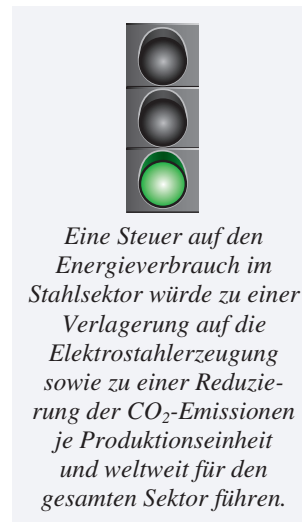 Eine Steuer auf den
Energieverbrauch im
Stahlsektor würde zu einer
Verlagerung auf die
Elektrostahlerzeugung
sowie zu einer Reduzie-
rung der CO₂-Emissionen
je Produktionseinheit
und weltweit für den
gesamten Sektor führen.